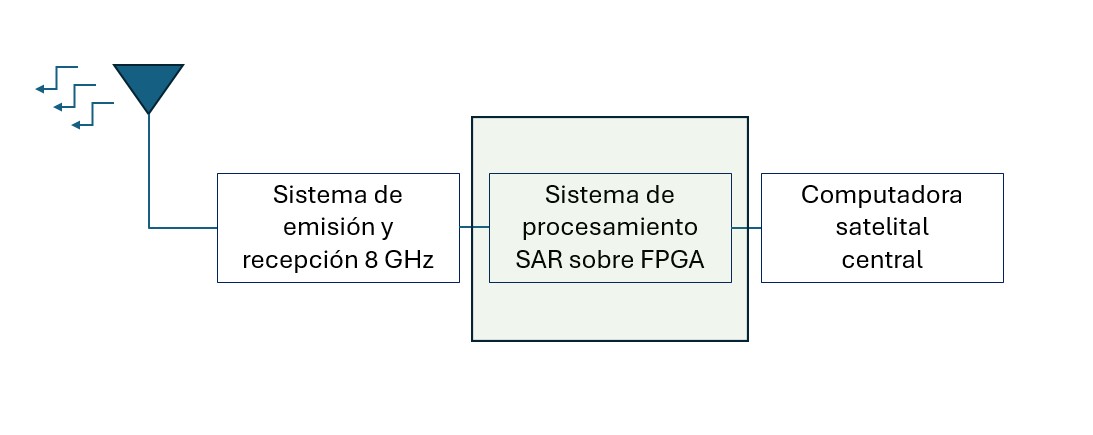 Sistema de
emisión y
recepción 8 GHz
Sistema de
procesamiento
SAR sobre FPGA
Computadora
satelital
central